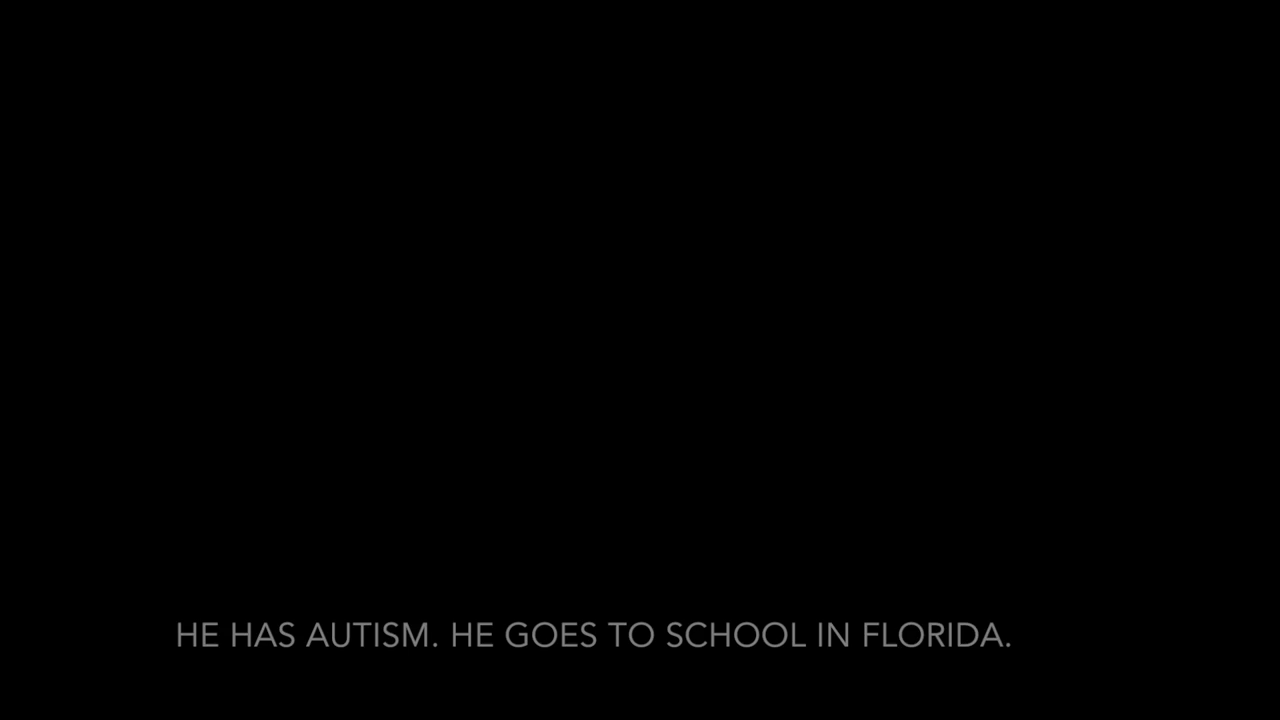 HE HAS AUTISM. HE GOES TO SCHOOL IN FLORIDA.